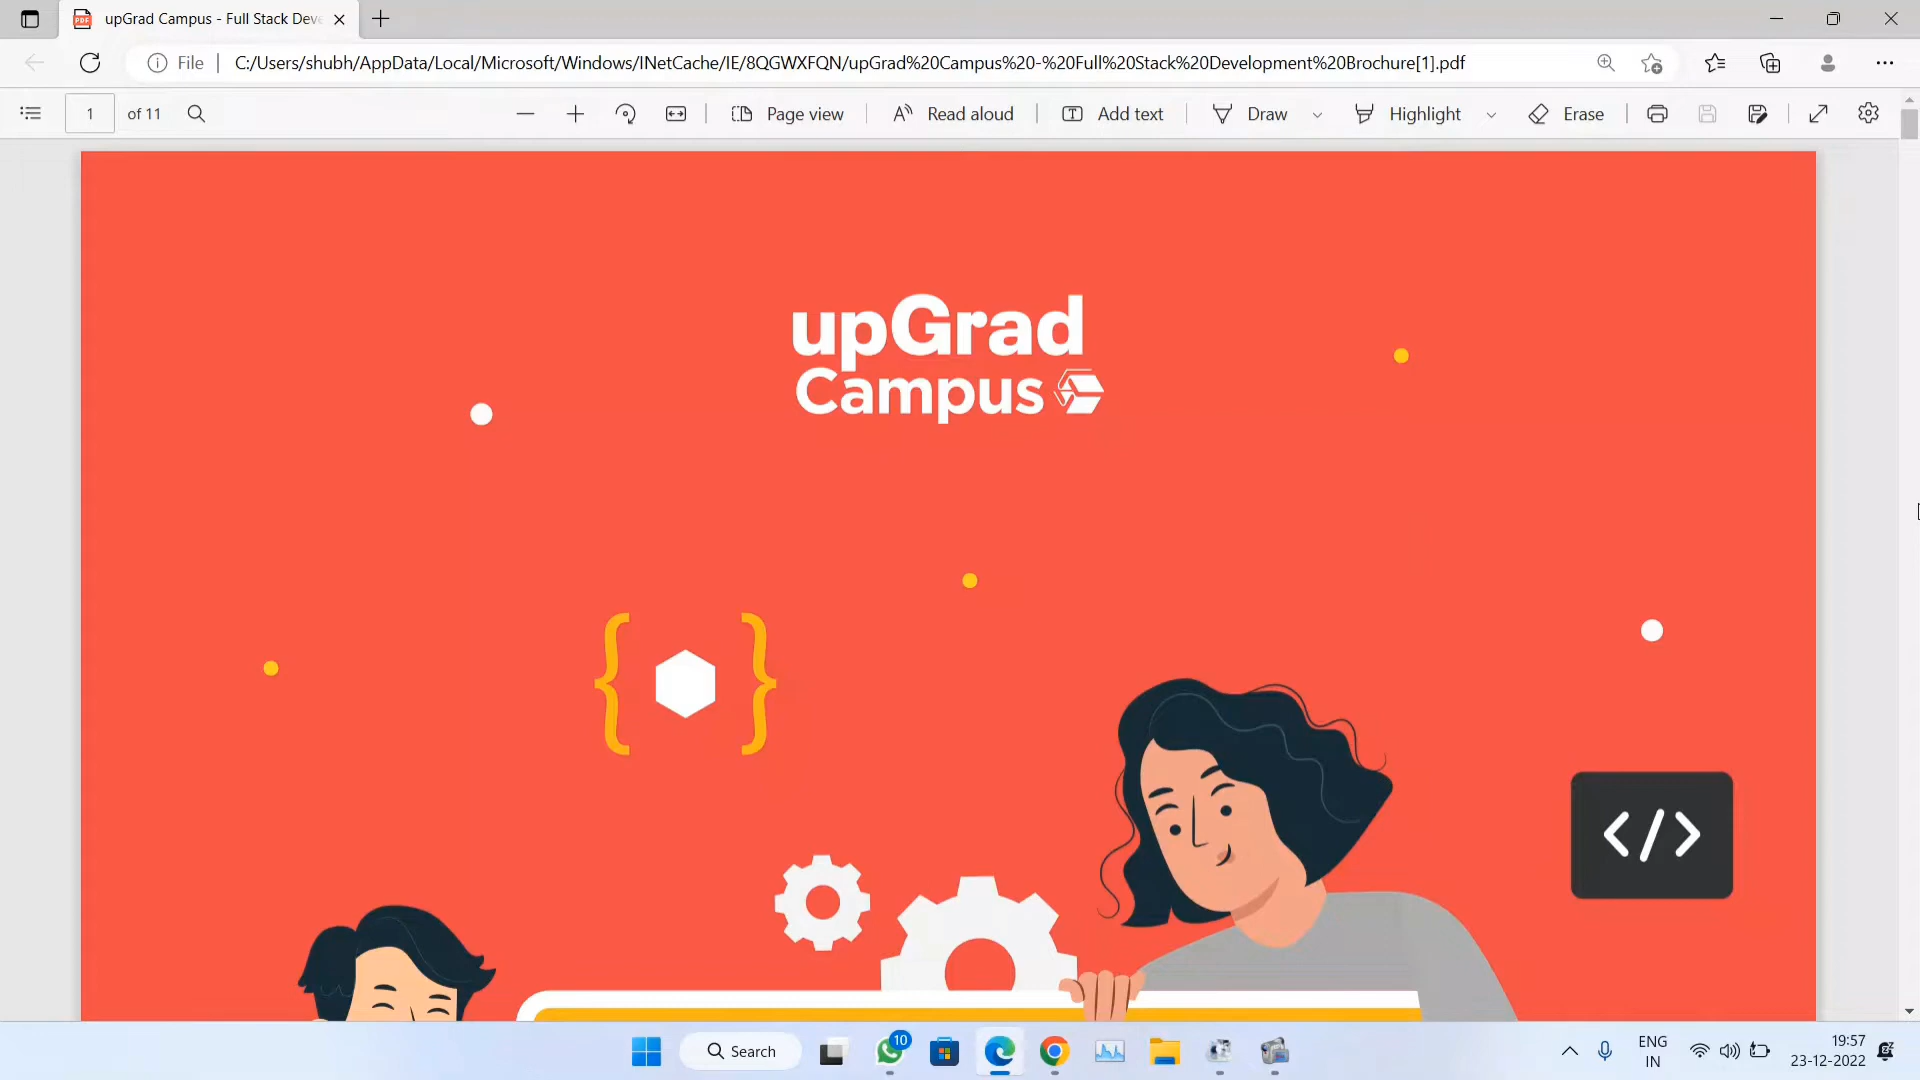 upGrad Campus - Full Stack Deve
File
C:/Users/shubh/AppData/Local/Microsoft/Windows/INetCache/IE/8QGWXFQN/upGrad%20Campus%20-%20Full%20Stack%20Development%20Brochure[1].pdf
1 of 11
Page view
Read aloud
Add text
Draw
Highlight
Erase
upGrad
Campus
{ }
</>
Search
10
ENG
IN
19:57
23-12-2022